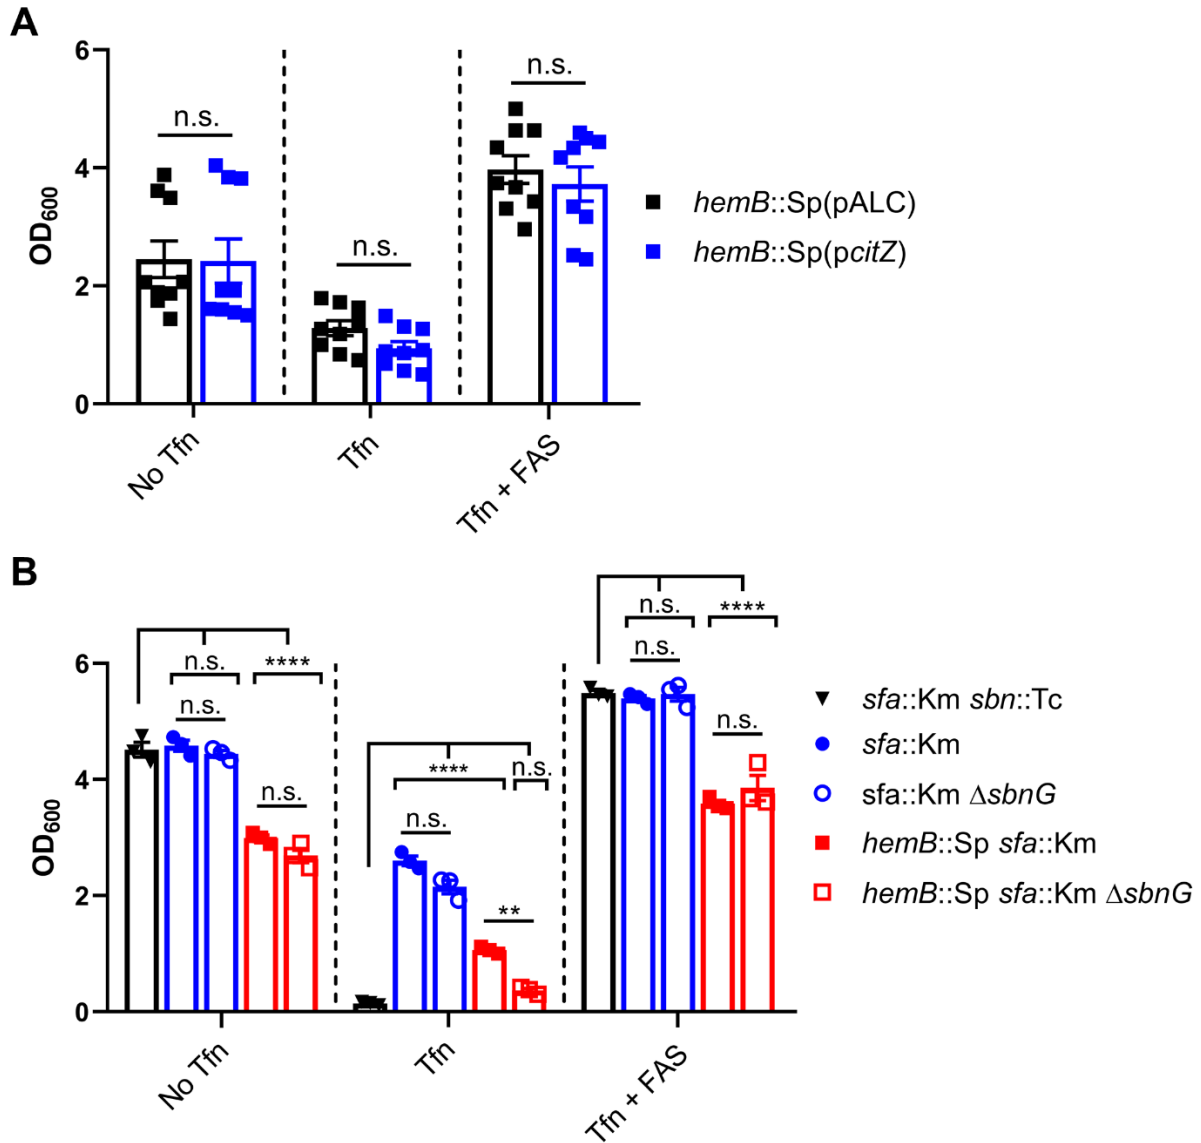 A
6
4
2
0
OD600
n.s.
n.s.
n.s.
No Tfn
Tfn
Tfn + FAS
hemB::Sp(pALC)
hemB::Sp(pcitZ)
B
6
4
2
0
OD600
n.s.
****
n.s.
n.s.
****
n.s.
n.s.
**
n.s.
****
n.s.
n.s.
No Tfn
Tfn
Tfn + FAS
sfa::Km sbn::Tc
sfa::Km
sfa::Km ΔsbnG
hemB::Sp sfa::Km
hemB::Sp sfa::Km ΔsbnG